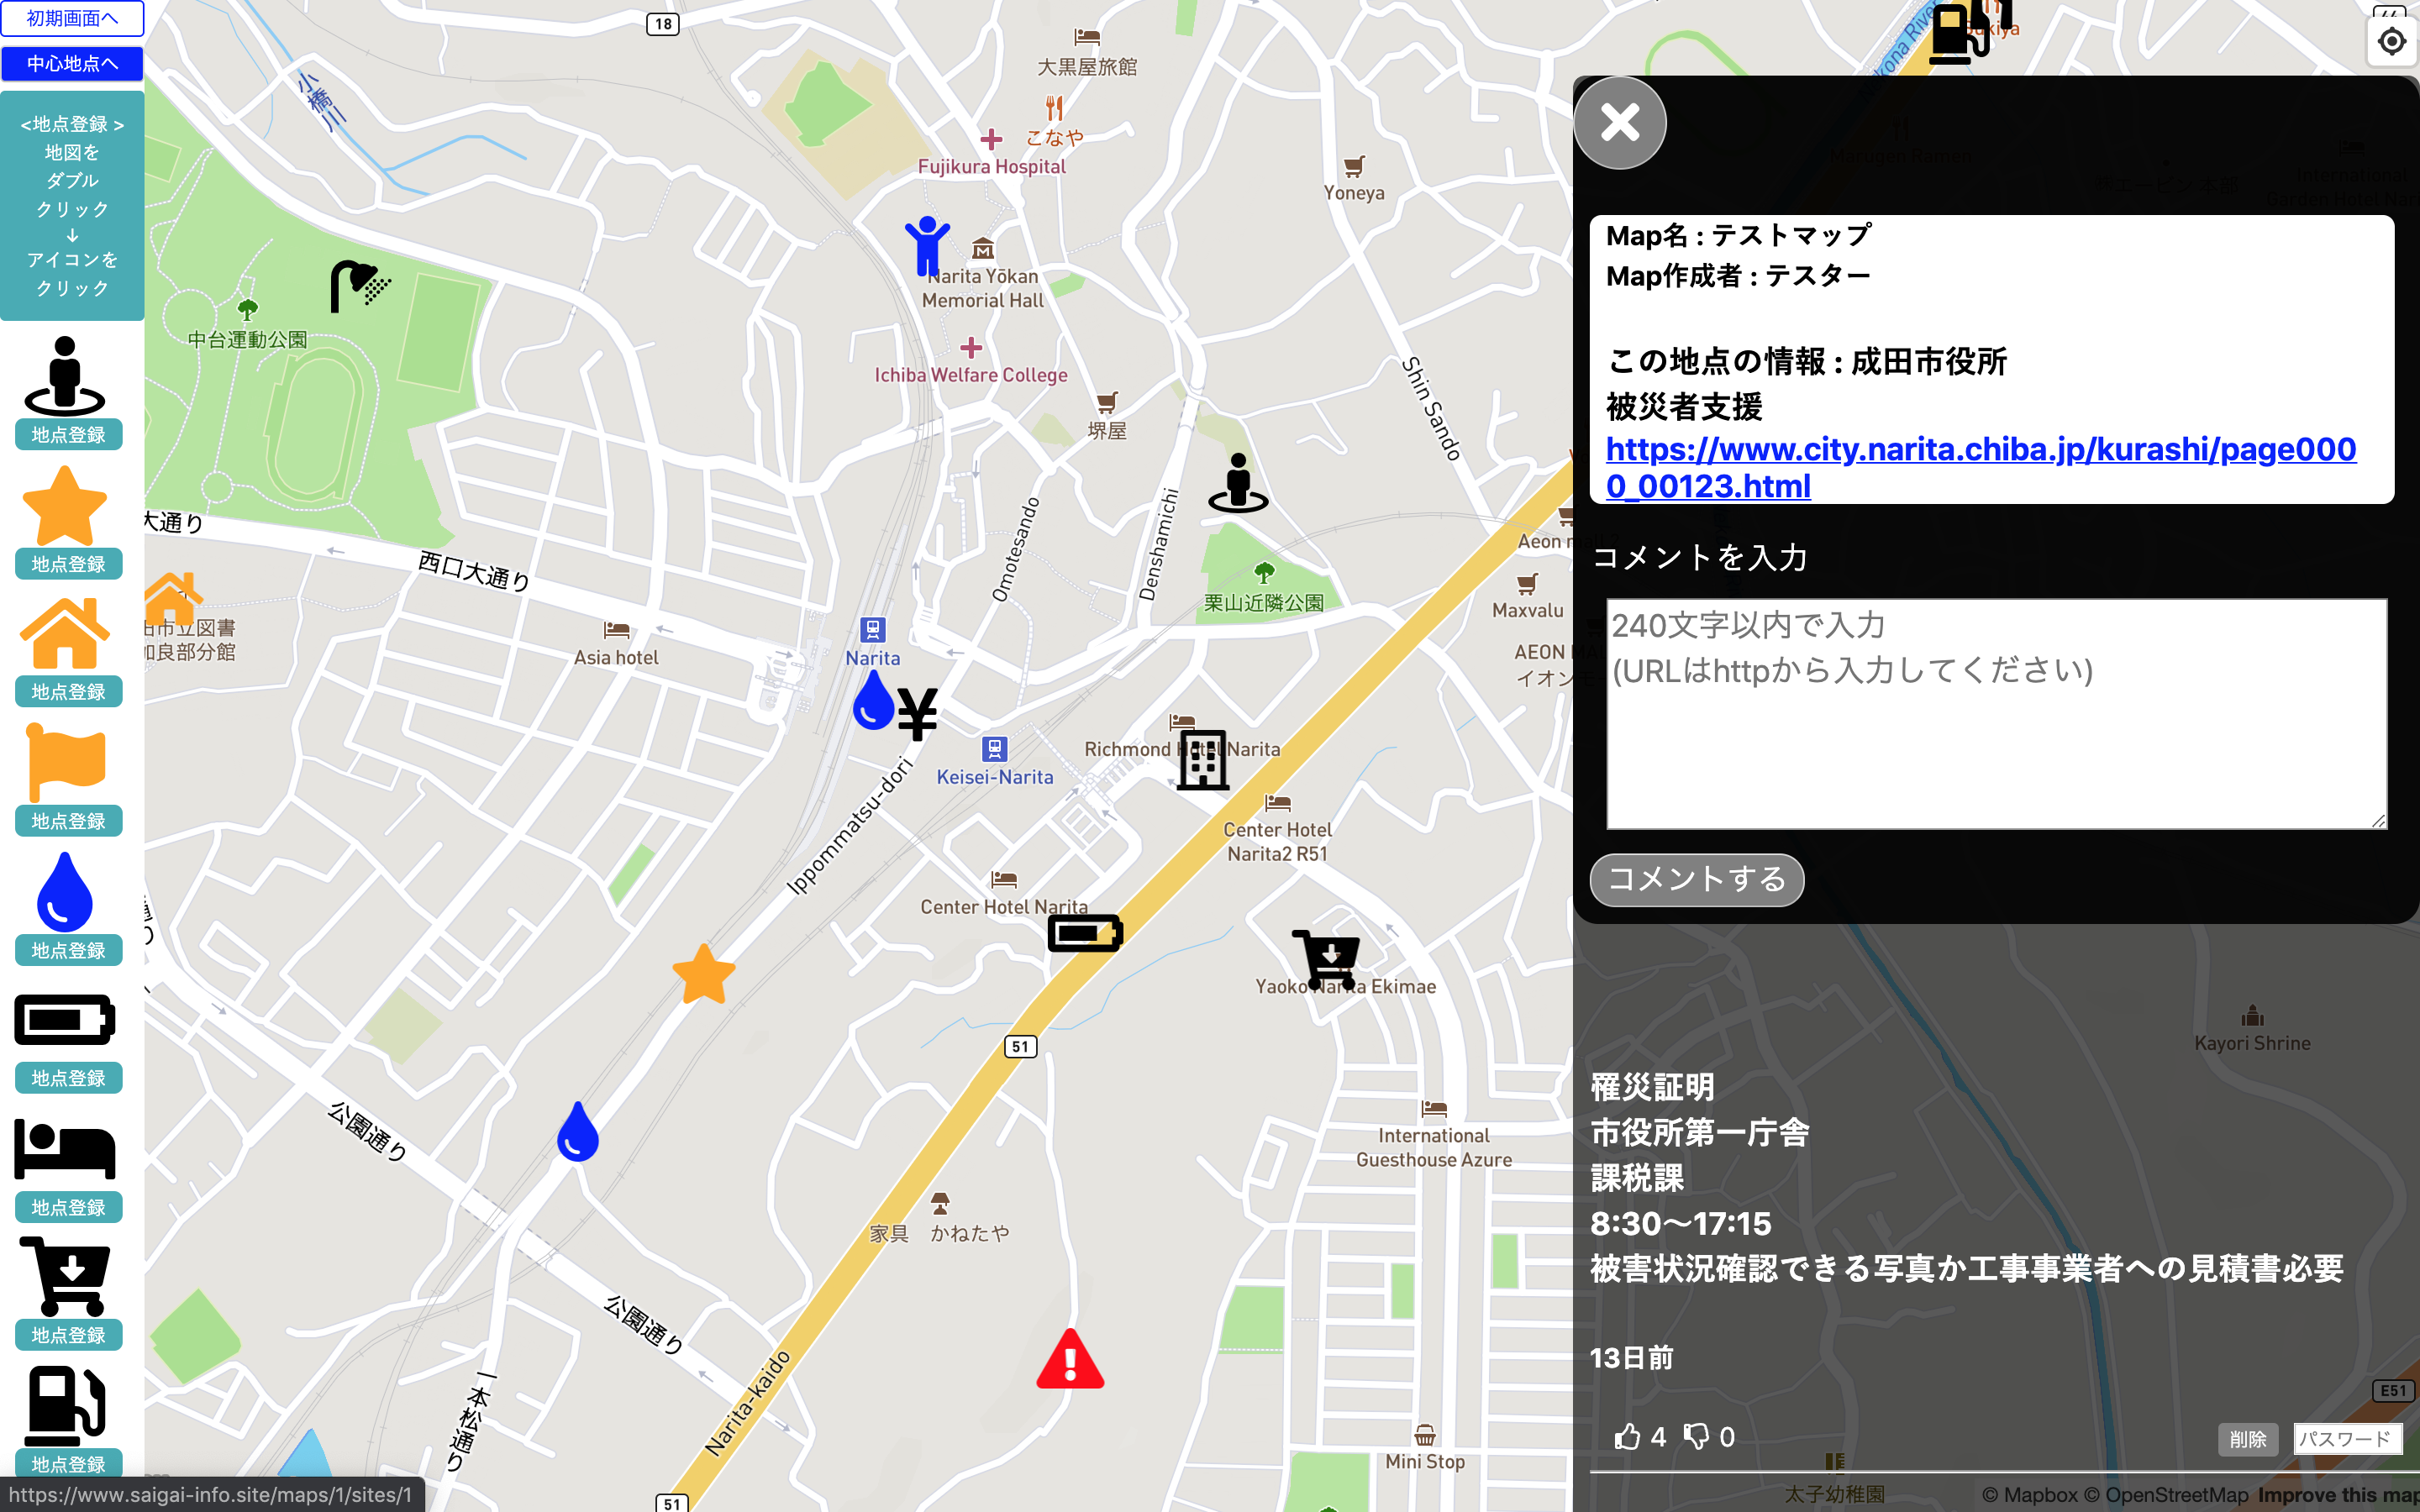 初期画面へ
中心地点へ
<地点登録 >
地図を
ダブル
クリック
↓
アイコンを
クリック
地点登録
地点登録
地点登録
地点登録
地点登録
地点登録
地点登録
地点登録
地点登録
https://www.saigai-info.site/maps/1/sites/1
18
小橋川
大黒屋旅館
こなや
Fujikura Hospital
Yoneya
Narita Yōkan
Memorial Hall
中台運動公園
Ichiba Welfare College
堺屋
Shin Sando
大通り
西口大通り
Omotesando
Denshamichi
栗山近隣公園
Aeon mall
Maxvalu
市立図書
加良部分館
Asia hotel
Narita
AEON
Keisei-Narita
Richmond Hotel Narita
Ippommatsu-dori
Center Hotel
Narita2 R51
Center Hotel Narita
Yaoko Narita Ekimae
51
公園通り
International
Guesthouse Azure
家具 かねたや
公園通り
Narita-kaido
一本松通り
Mini Stop
51
Sukiya
Marugen Ramen
International
Map名 : テストマップ
Map作成者 : テスター
この地点の情報 : 成田市役所
被災者支援
https://www.city.narita.chiba.jp/kurashi/page000
0_00123.html
コメントを入力
240文字以内で入力
(URLはhttpから入力してください)
コメントする
Kayori Shrine
罹災証明
市役所第一庁舎
課税課
8:30〜17:15
被害状況確認できる写真か工事事業者への見積書必要
13日前
E51
4 0
削除 パスワード
太子幼稚園
© Mapbox © OpenStreetMap Improve this map